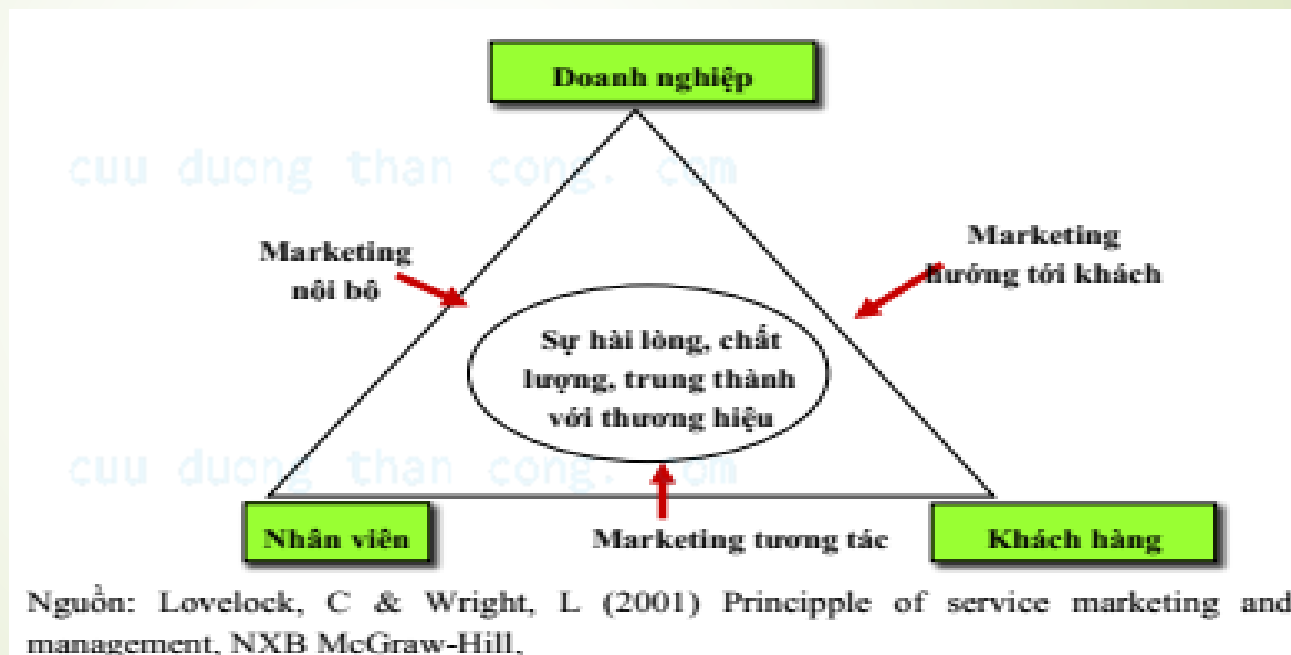 Doanh nghiệp
cuu duong than cong. com
Marketing
nội bộ
Marketing
hướng tới khách
Sự hài lòng, chất
lượng, trung thành
với thương hiệu
cuu duong than cong. com
Nhân viên
Marketing tương tác
Khách hàng
Nguồn: Lovelock, C & Wright, L (2001) Principple of service marketing and
management, NXB McGraw-Hill,